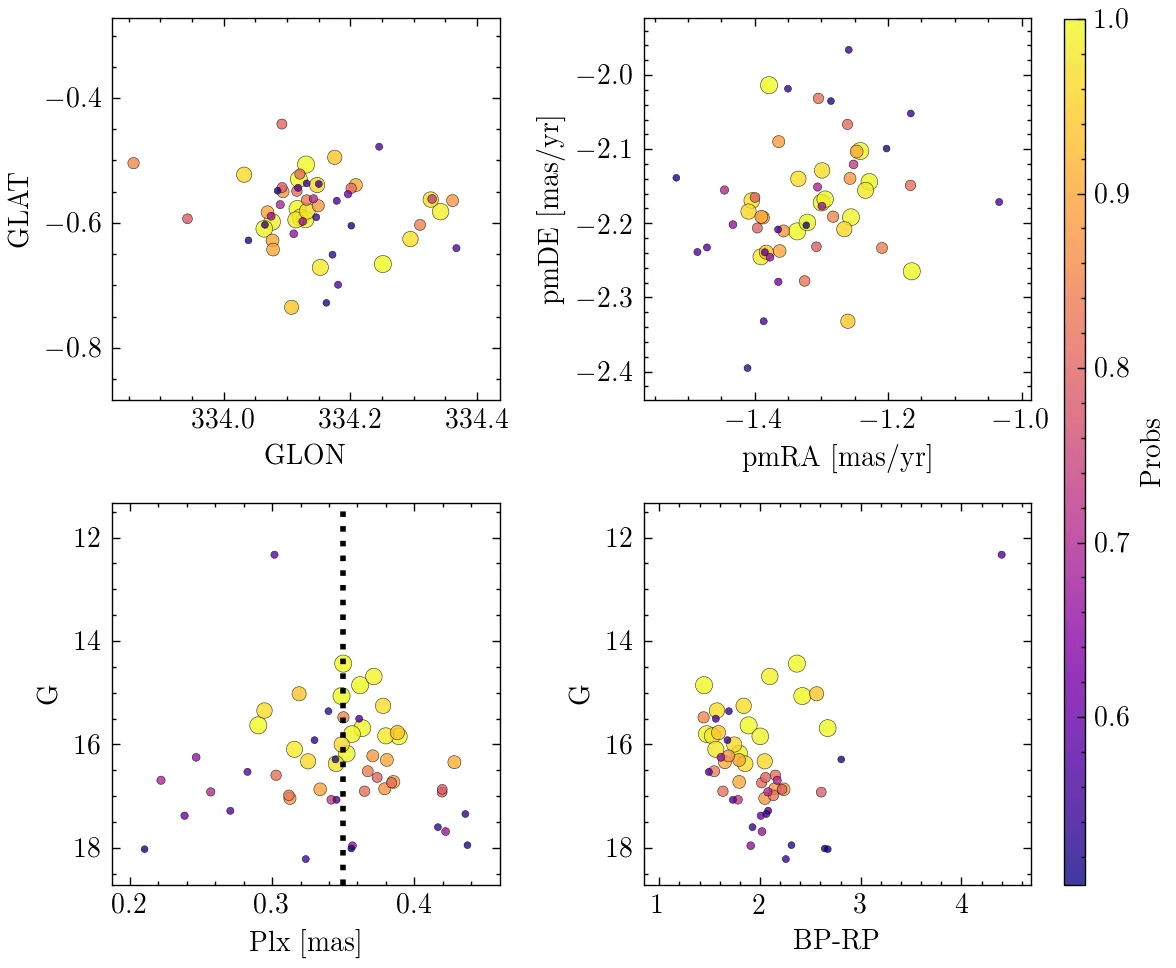 −0.4
−0.6
−0.8
GLAT
334.0 334.2 334.4
GLON
−2.0
−2.1
−2.2
−2.3
−2.4
pmDE [mas/yr]
−1.4 −1.2 −1.0
pmRA [mas/yr]
1.0
0.9
0.8
0.7
0.6
Probs
12
14
16
18
G
0.2 0.3 0.4
Plx [mas]
12
14
16
18
G
1 2 3 4
BP-RP